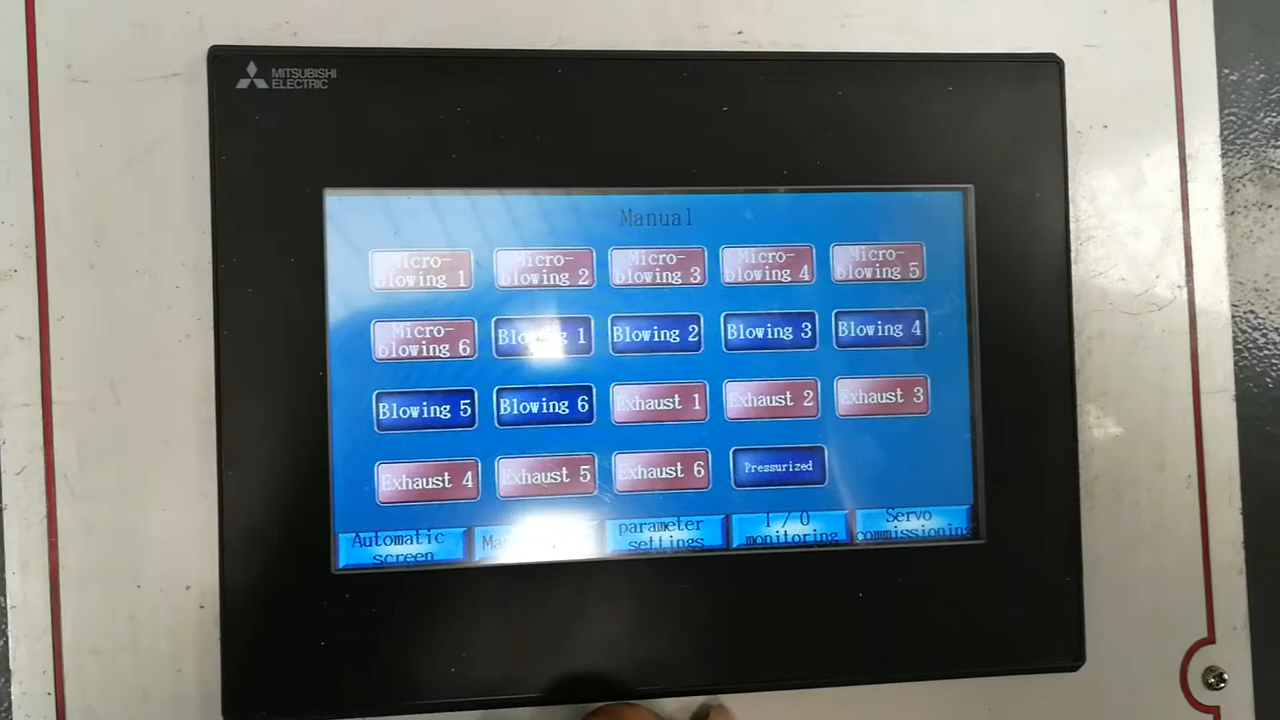 MITSUBISHI
ELECTRIC
Manual
Micro-
blowing 1
Micro-
blowing 2
Micro-
blowing 3
Micro-
blowing 4
Micro-
blowing 5
Micro-
blowing 6
Blowing 1
Blowing 2
Blowing 3
Blowing 4
Blowing 5
Blowing 6
Exhaust 1
Exhaust 2
Exhaust 3
Exhaust 4
Exhaust 5
Exhaust 6
Pressurized
Automatic
screen
parameter
settings
I / O
monitoring
Servo
commissioning